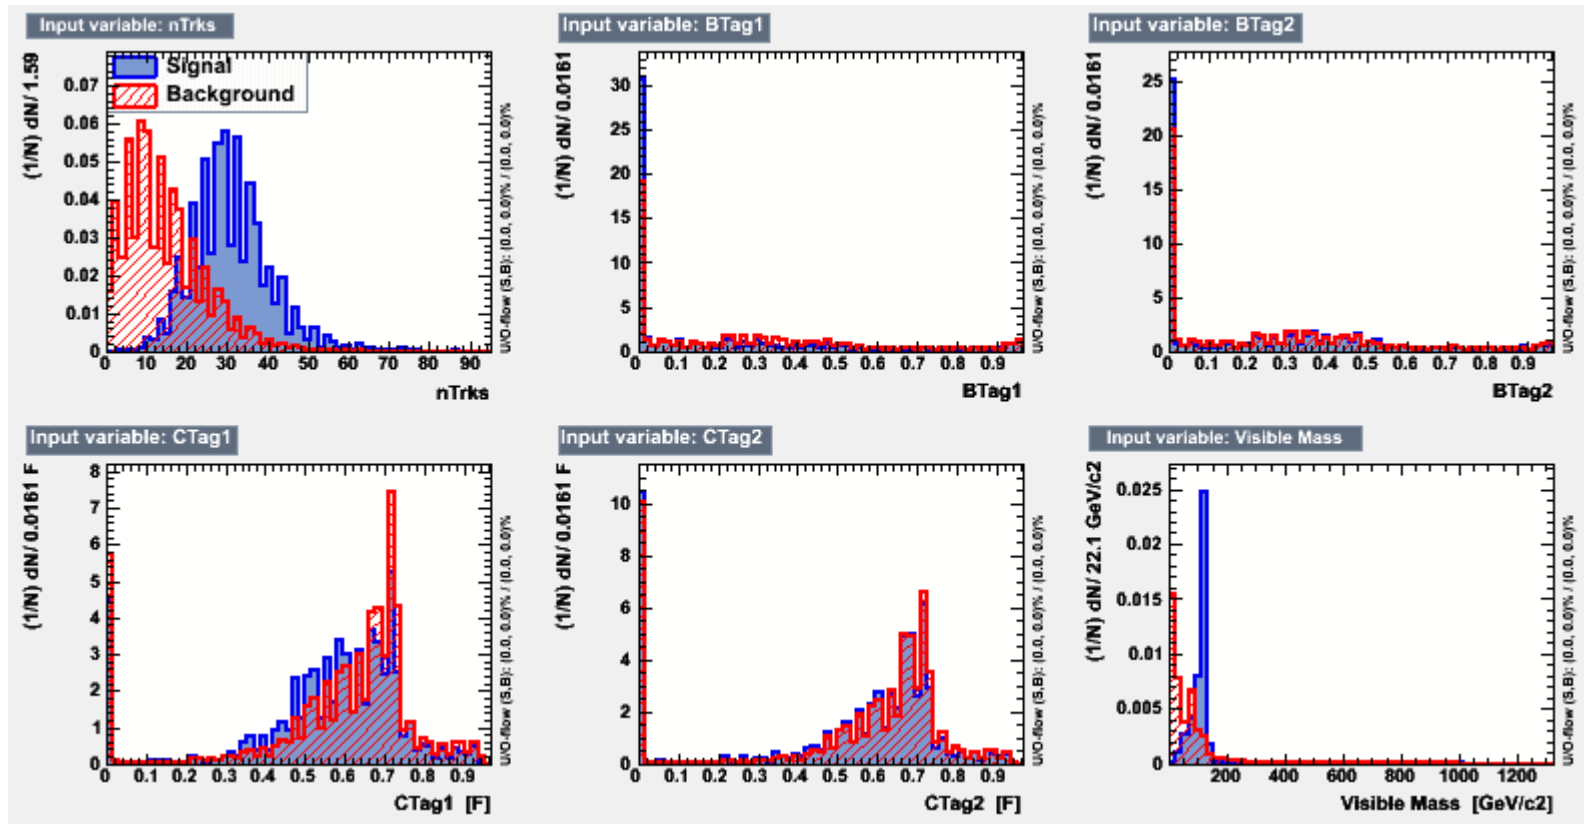 Input variable: nTrks
(1/N) dN/ 1.59
0.07
0.06
0.05
0.04
0.03
0.02
0.01
0
Signal
Background
0 10 20 30 40 50 60 70 80 90
nTrks
U/O-flow (S,B): (0.0, 0.0)% / (0.0, 0.0)%
Input variable: BTag1
(1/N) dN/ 0.0161
30
25
20
15
10
5
0
0 0.1 0.2 0.3 0.4 0.5 0.6 0.7 0.8 0.9
BTag1
U/O-flow (S,B): (0.0, 0.0)% / (0.0, 0.0)%
Input variable: BTag2
(1/N) dN/ 0.0161
25
20
15
10
5
0
0 0.1 0.2 0.3 0.4 0.5 0.6 0.7 0.8 0.9
BTag2
U/O-flow (S,B): (0.0, 0.0)% / (0.0, 0.0)%
Input variable: CTag1
(1/N) dN/ 0.0161 F
8
7
6
5
4
3
2
1
0
0 0.1 0.2 0.3 0.4 0.5 0.6 0.7 0.8 0.9
CTag1 [F]
U/O-flow (S,B): (0.0, 0.0)% / (0.0, 0.0)%
Input variable: CTag2
(1/N) dN/ 0.0161 F
10
8
6
4
2
0
0 0.1 0.2 0.3 0.4 0.5 0.6 0.7 0.8 0.9
CTag2 [F]
U/O-flow (S,B): (0.0, 0.0)% / (0.0, 0.0)%
Input variable: Visible Mass
(1/N) dN/ 22.1 GeV/c2
0.025
0.02
0.015
0.01
0.005
0
200 400 600 800 1000 1200
Visible Mass [GeV/c2]
U/O-flow (S,B): (0.0, 0.0)% / (0.0, 0.0)%